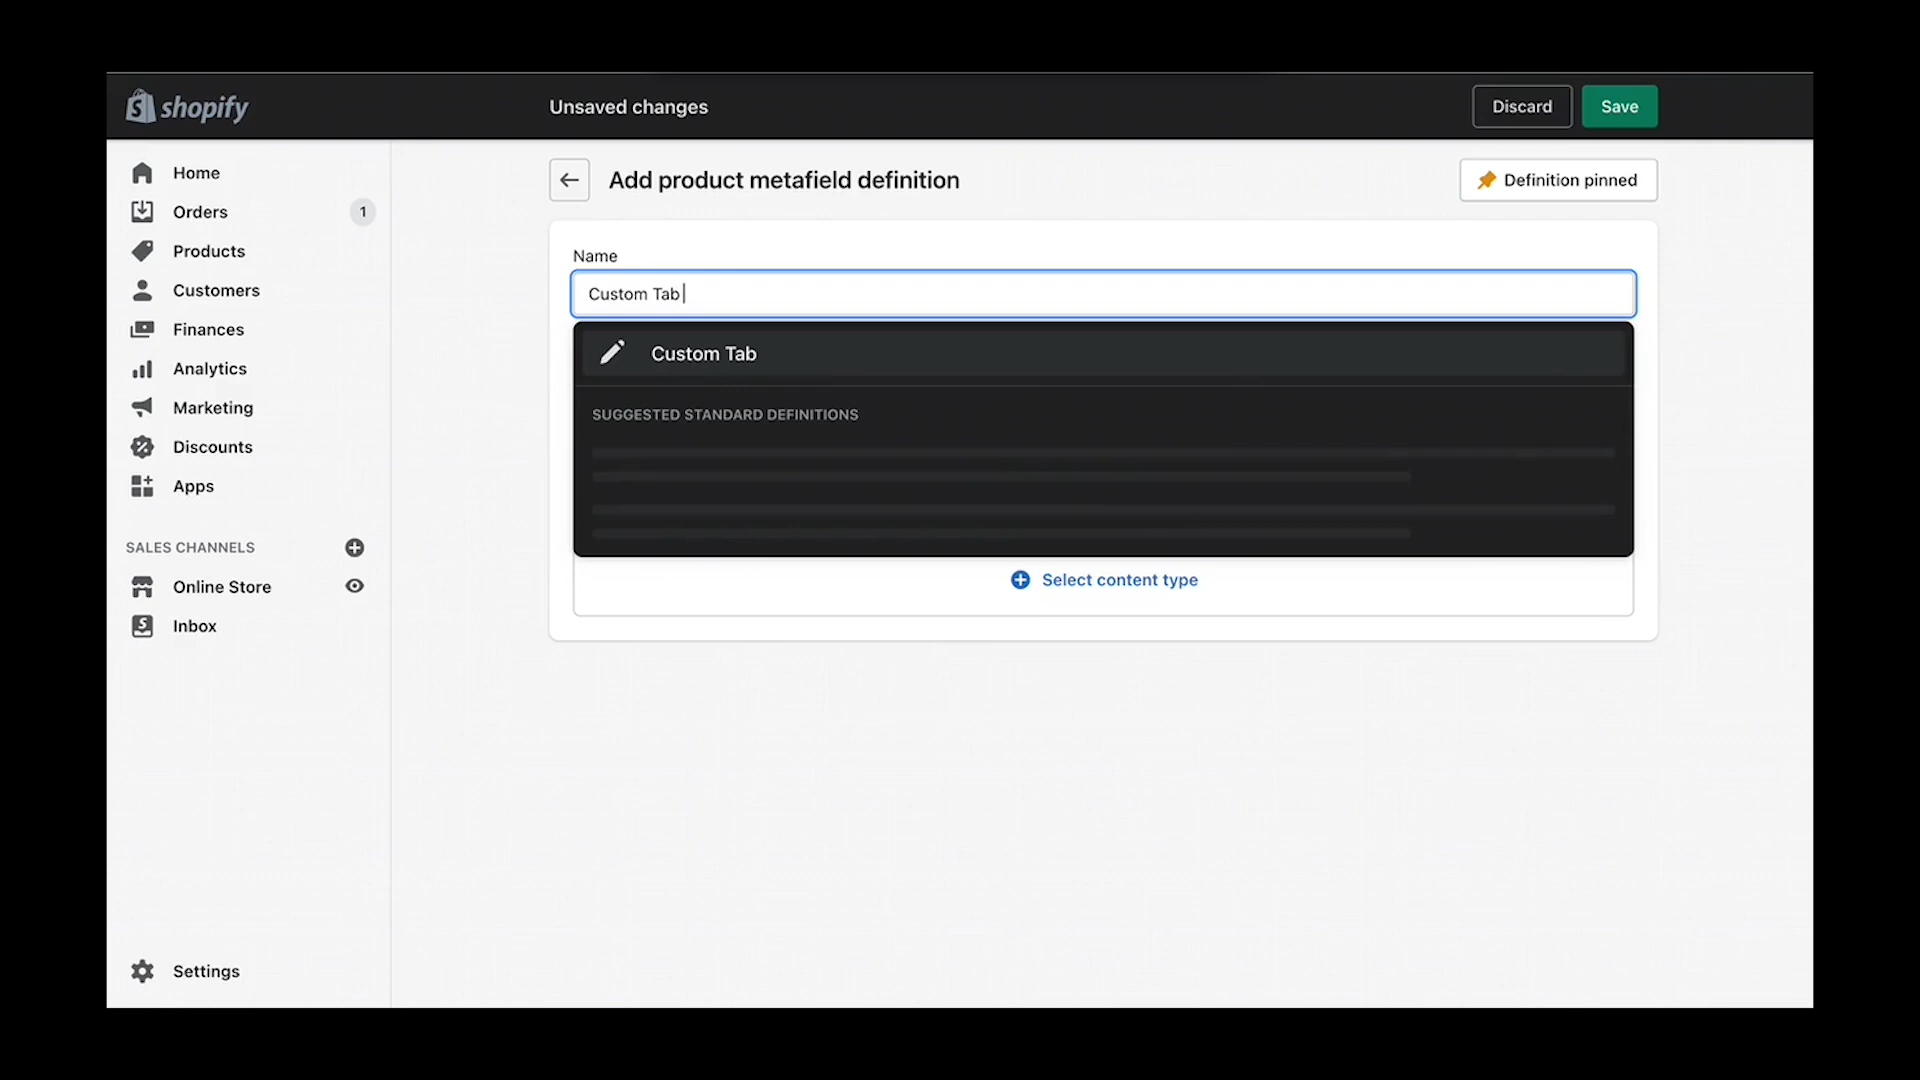 shopify
Unsaved changes
Discard
Save
Home
Orders
1
Products
Customers
Finances
Analytics
Marketing
Discounts
Apps
SALES CHANNELS
Online Store
Inbox
Settings
Add product metafield definition
Definition pinned
Name
Custom Tab
Custom Tab
SUGGESTED STANDARD DEFINITIONS
Select content type